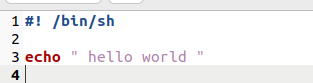 1 #! /bin/sh
2
3 echo " hello world "
4